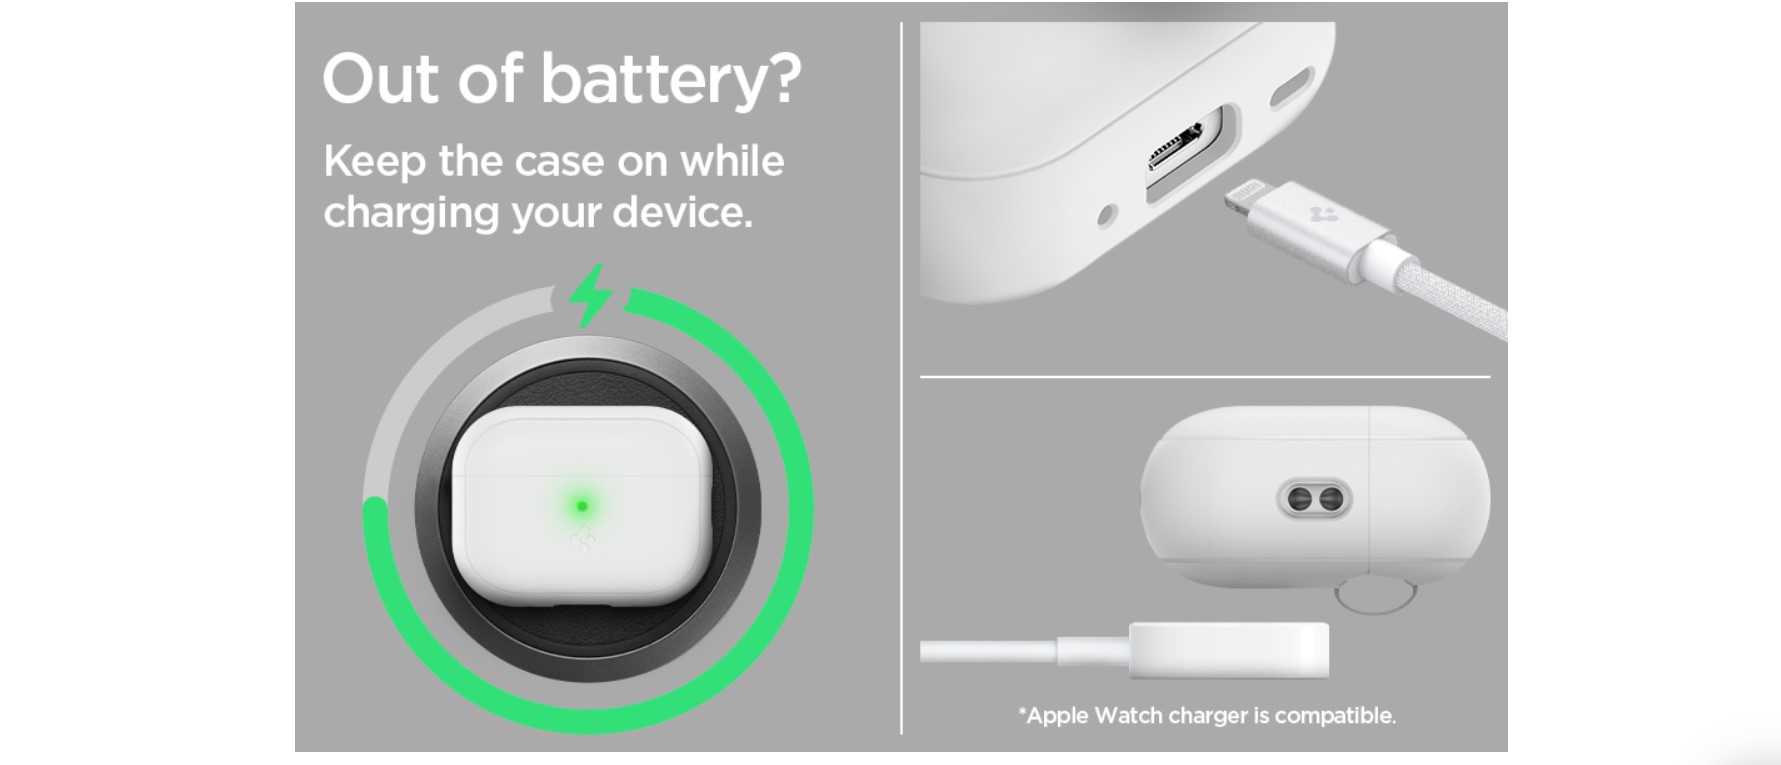 Out of battery?
Keep the case on while
charging your device.
*Apple Watch charger is compatible.